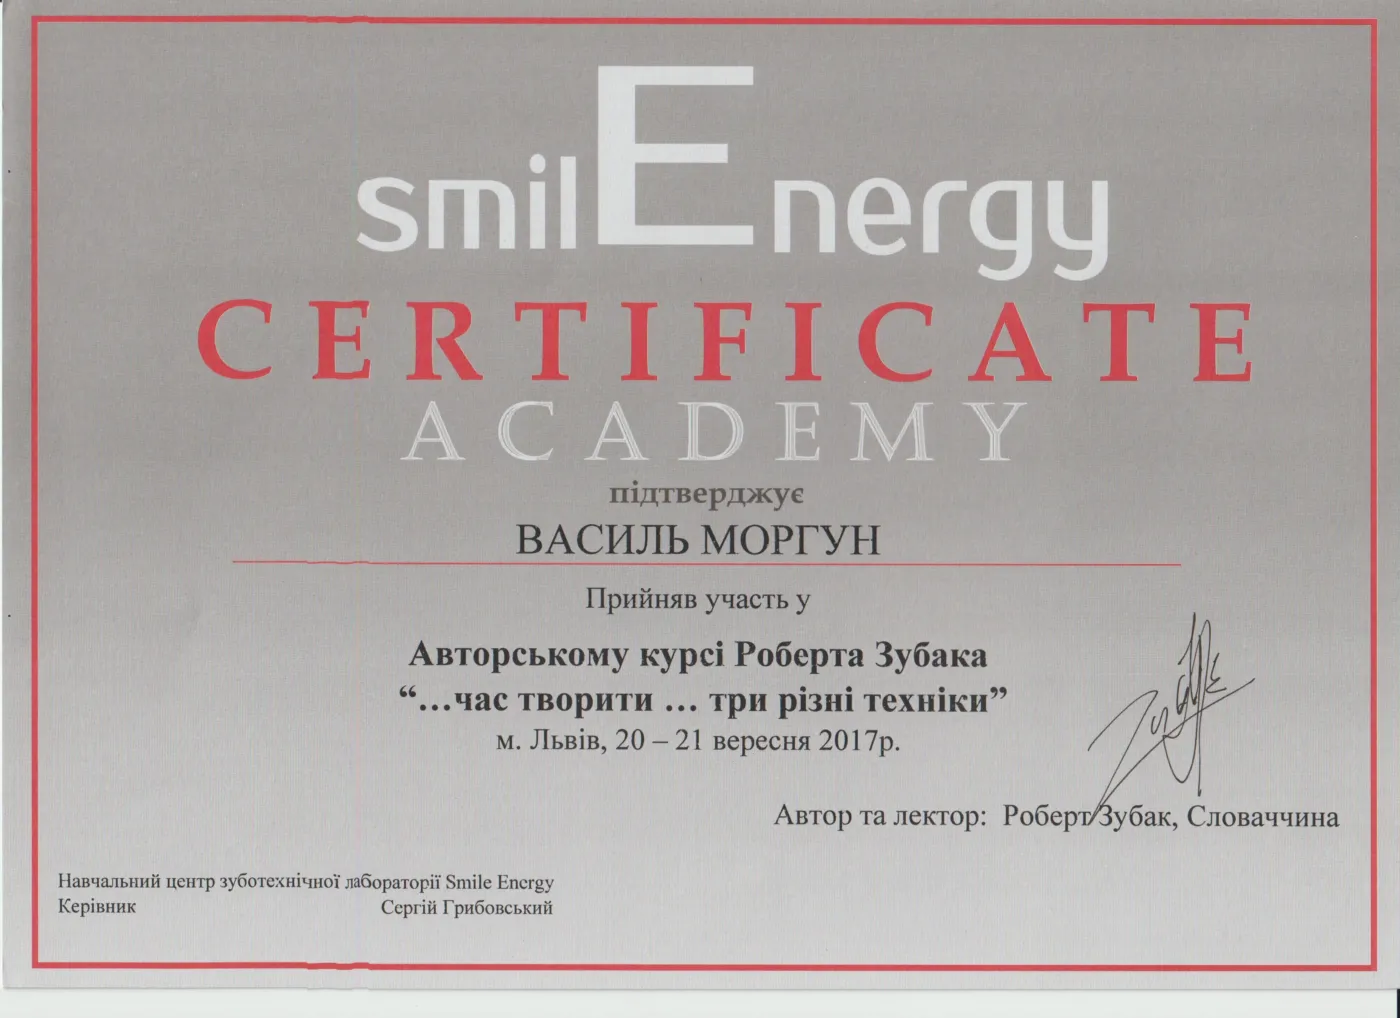 smilEnergy
CERTIFICATE
ACADEMY
підтверджує
ВАСИЛЬ МОРГУН
Прийняв участь у
Авторському курсі Роберта Зубака
“…час творити … три різні техніки”
м. Львів, 20 – 21 вересня 2017р.
Автор та лектор: Роберт Зубак, Словаччина
Навчальний центр зуботехнічної лабораторії Smile Energy
Керівник Сергій Грибовський